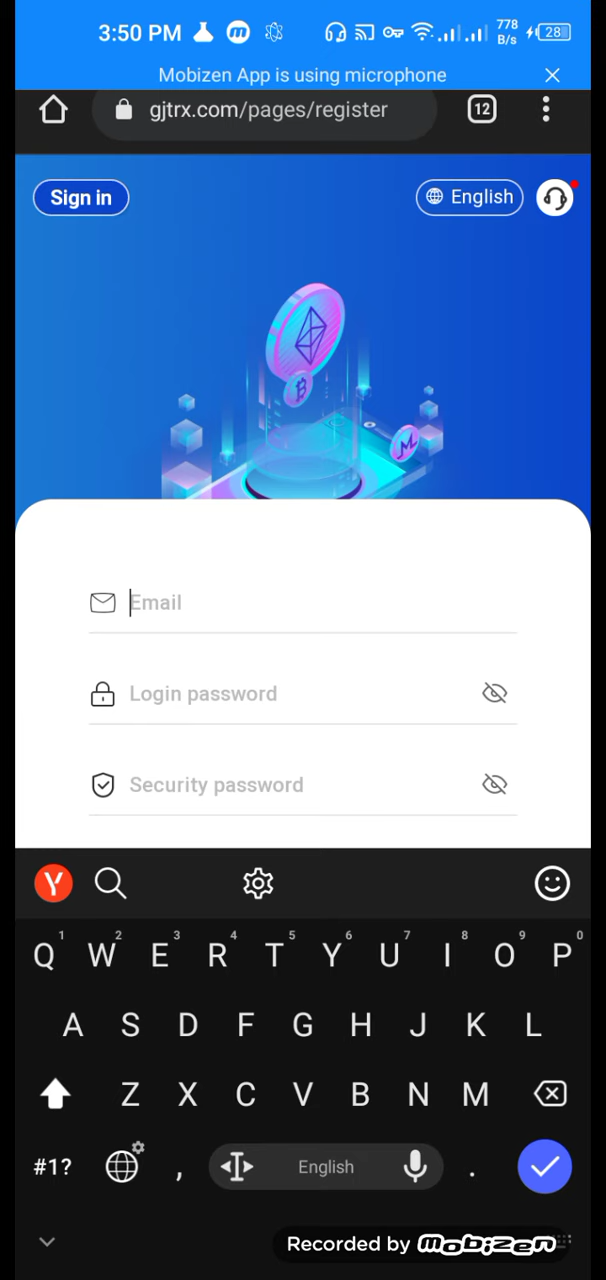 3:50 PM
778 B/s
28
Mobizen App is using microphone
gjtrx.com/pages/register
12
Sign in
English
Email
Login password
Security password
Y
1 2 3 4 5 6 7 8 9 0
Q W E R T Y U I O P
A S D F G H J K L
Z X C V B N M
#1? , English .
Recorded by mobizen